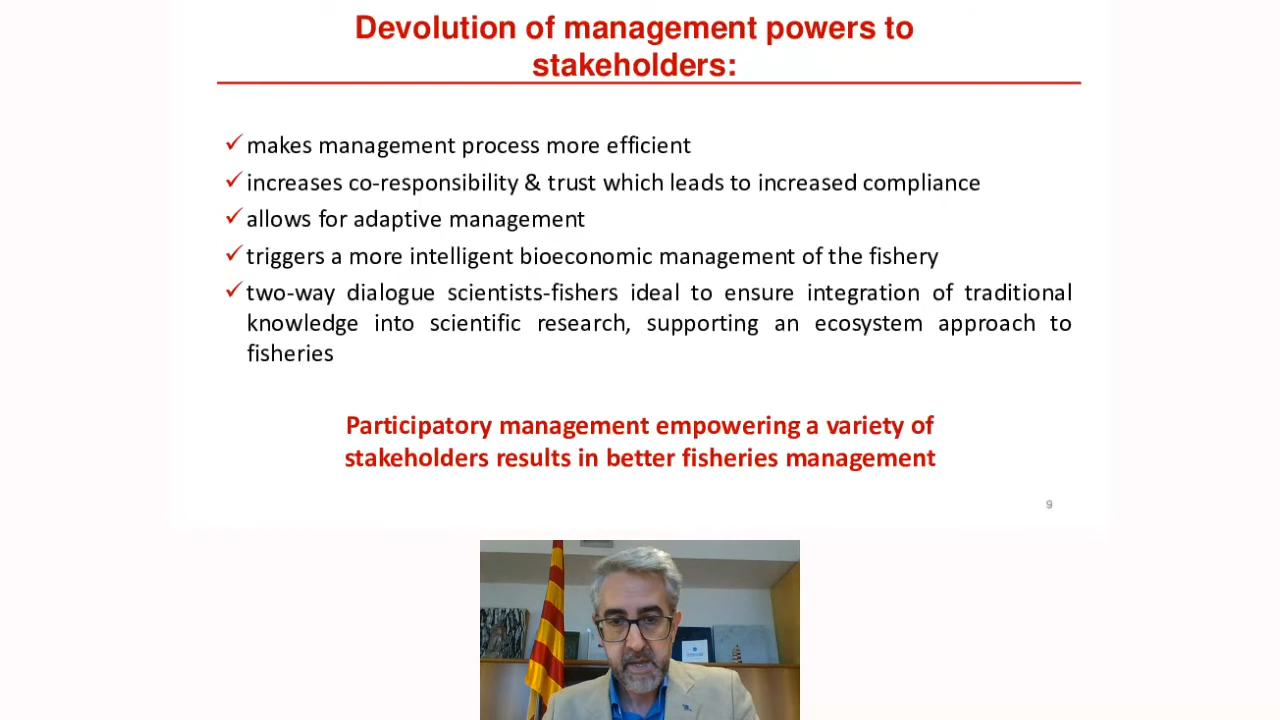 Devolution of management powers to
stakeholders:
✓makes management process more efficient
✓increases co-responsibility & trust which leads to increased compliance
✓allows for adaptive management
✓triggers a more intelligent bioeconomic management of the fishery
✓two-way dialogue scientists-fishers ideal to ensure integration of traditional
knowledge into scientific research, supporting an ecosystem approach to
fisheries
Participatory management empowering a variety of
stakeholders results in better fisheries management
9